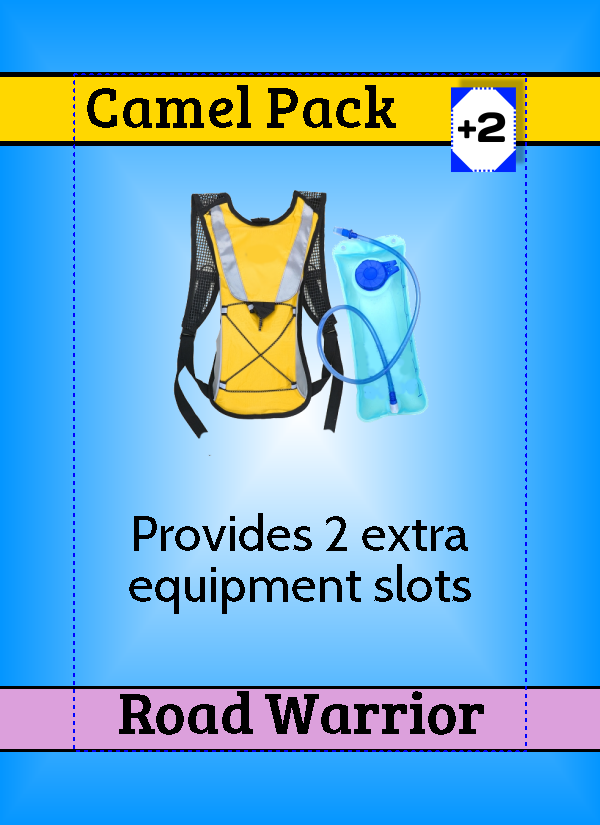 Camel Pack
+2
Provides 2 extra
equipment slots
Road Warrior